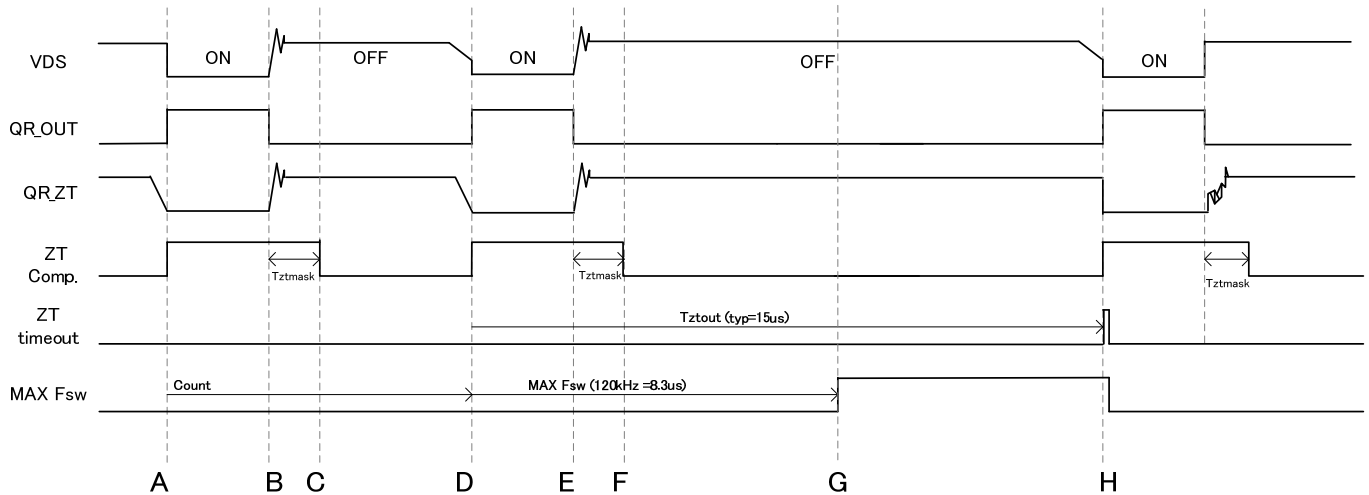 VDS
ON
OFF
ON
OFF
ON
QR_OUT
QR_ZT
ZT
Comp.
Tztmask
Tztmask
Tztmask
ZT
timeout
Tztout (typ=15us)
MAX Fsw
Count
MAX Fsw (120kHz =8.3us)
A
B
C
D
E
F
G
H